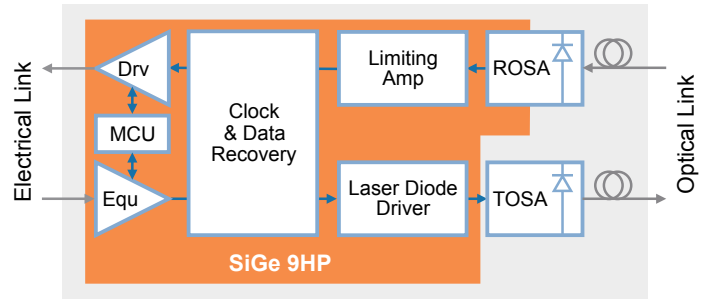 Electrical Link
Drv
MCU
Equ
Clock
& Data
Recovery
Limiting
Amp
ROSA
Laser Diode
Driver
TOSA
SiGe 9HP
Optical Link